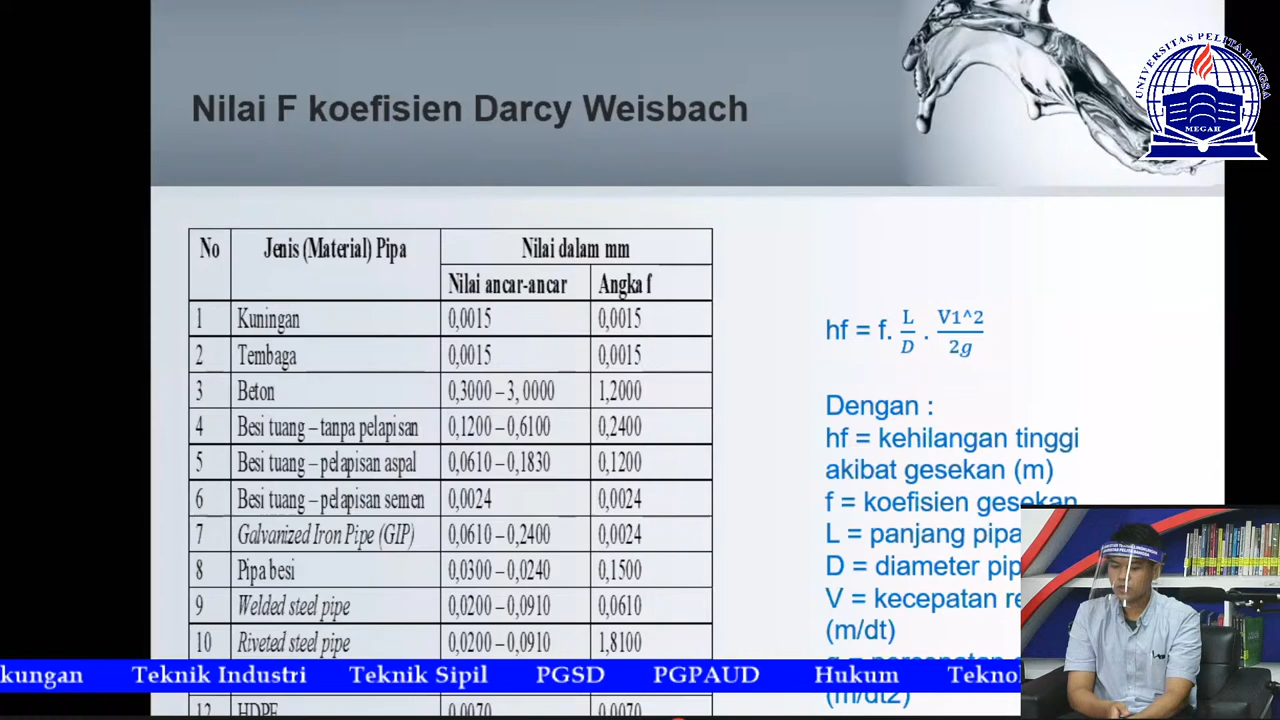 Nilai F koefisien Darcy Weisbach
UNIVERSITAS PELITA BANGSA
MEGAH
No Jenis (Material) Pipa Nilai dalam mm
Nilai ancar-ancar Angka f
1 Kuningan 0,0015 0,0015
2 Tembaga 0,0015 0,0015
3 Beton 0,3000 – 3, 0000 1,2000
4 Besi tuang – tanpa pelapisan 0,1200 – 0,6100 0,2400
5 Besi tuang – pelapisan aspal 0,0610 – 0,1830 0,1200
6 Besi tuang – pelapisan semen 0,0024 0,0024
7 Galvanized Iron Pipe (GIP) 0,0610 – 0,2400 0,0024
8 Pipa besi 0,0300 – 0,0240 0,1500
9 Welded steel pipe 0,0200 – 0,0910 0,0610
10 Riveted steel pipe 0,0200 – 0,0910 1,8100
12 HDPE 0,0070 0,0070
hf = f. L/D . V1^2/2g
Dengan :
hf = kehilangan tinggi
akibat gesekan (m)
f = koefisien gesekan
L = panjang pipa
D = diameter pip
V = kecepatan re
(m/dt)
(m/dt2)
kungan Teknik Industri Teknik Sipil PGSD PGPAUD Hukum Teknol